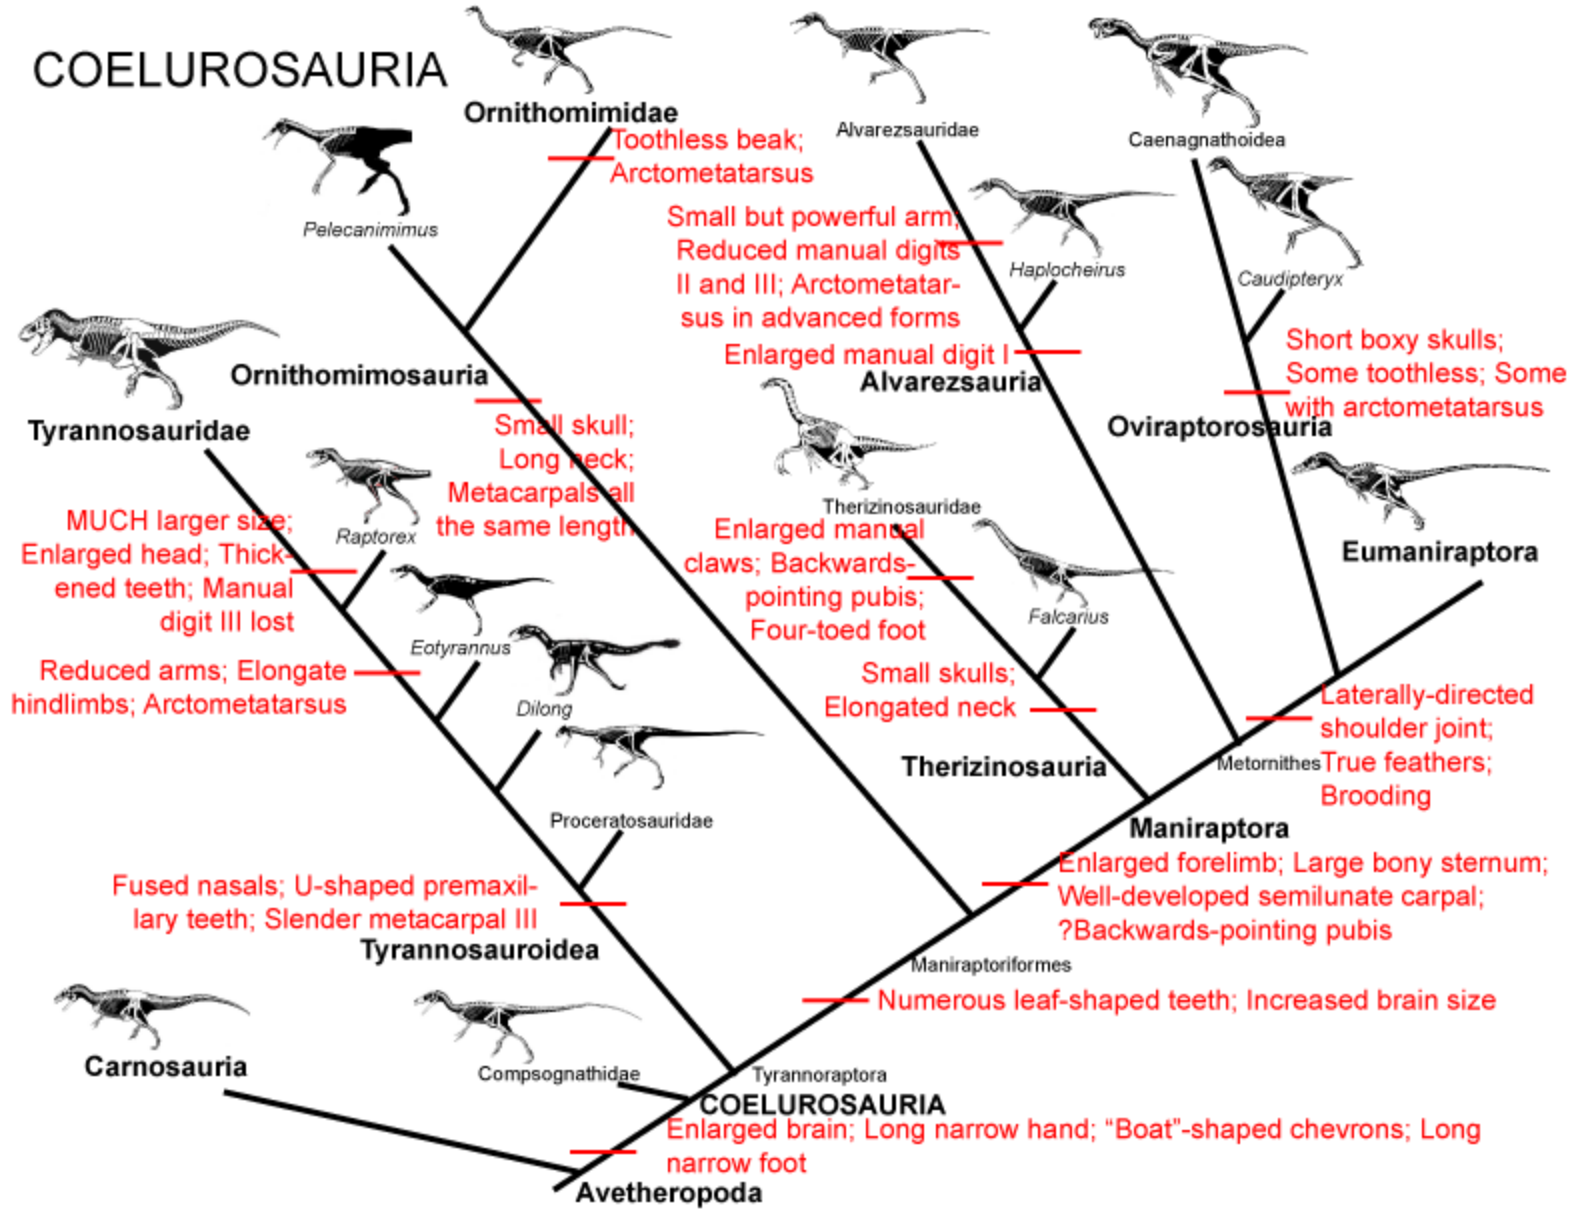 COELUROSAURIA
Ornithomimidae
Toothless beak;
Arctometatarsus
Alvarezsauridae
Caenagnathoidea
Pelecanimimus
Small but powerful arm;
Reduced manual digits
II and III; Arctometatar-
sus in advanced forms
Haplocheirus
Caudipteryx
Enlarged manual digit I
Alvarezsauria
Short boxy skulls;
Some toothless; Some
with arctometatarsus
Oviraptorosauria
Ornithomimosauria
Small skull;
Long neck;
Metacarpals all
the same length
Tyrannosauridae
Raptorex
MUCH larger size;
Enlarged head; Thick-
ened teeth; Manual
digit III lost
Therizinosauridae
Enlarged manual
claws; Backwards-
pointing pubis;
Four-toed foot
Falcarius
Eumaniraptora
Eotyrannus
Reduced arms; Elongate
hindlimbs; Arctometatarsus
Dilong
Small skulls;
Elongated neck
Therizinosauria
Laterally-directed
shoulder joint;
True feathers;
Brooding
Metornithes
Proceratosauridae
Maniraptora
Enlarged forelimb; Large bony sternum;
Well-developed semilunate carpal;
?Backwards-pointing pubis
Fused nasals; U-shaped premaxil-
lary teeth; Slender metacarpal III
Tyrannosauroidea
Maniraptoriformes
Numerous leaf-shaped teeth; Increased brain size
Carnosauria
Compsognathidae
Tyrannoraptora
COELUROSAURIA
Enlarged brain; Long narrow hand; “Boat”-shaped chevrons; Long
narrow foot
Avetheropoda